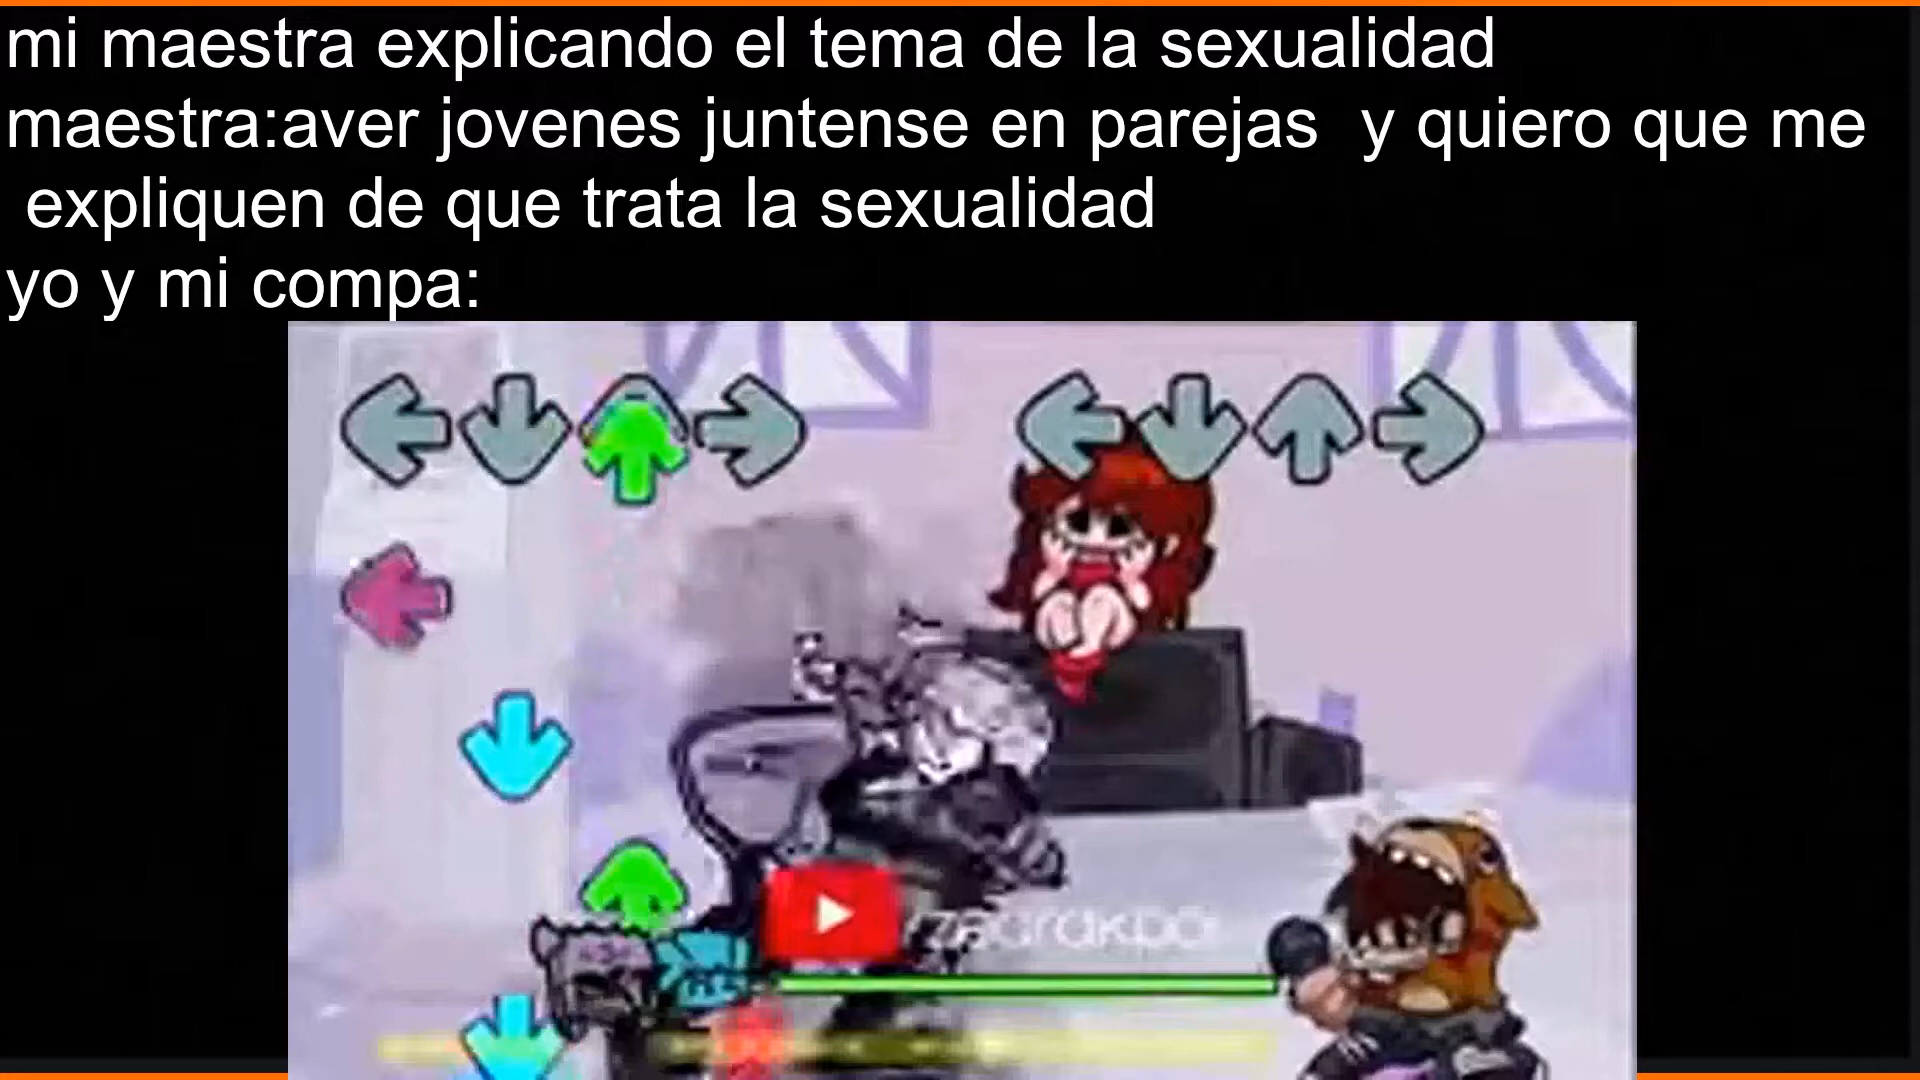 mi maestra explicando el tema de la sexualidad
maestra:aver jovenes juntense en parejas y quiero que me
expliquen de que trata la sexualidad
yo y mi compa: